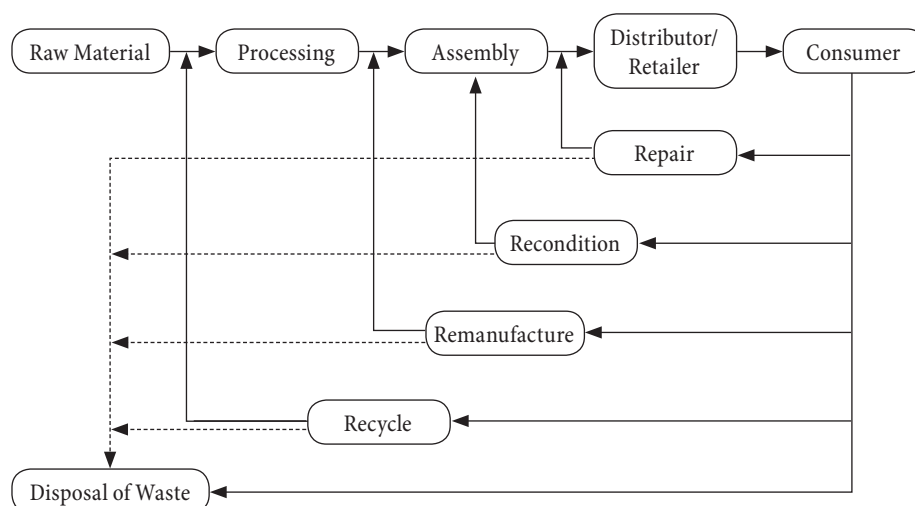 Raw Material
Processing
Assembly
Distributor/
Retailer
Consumer
Repair
Recondition
Remanufacture
Recycle
Disposal of Waste